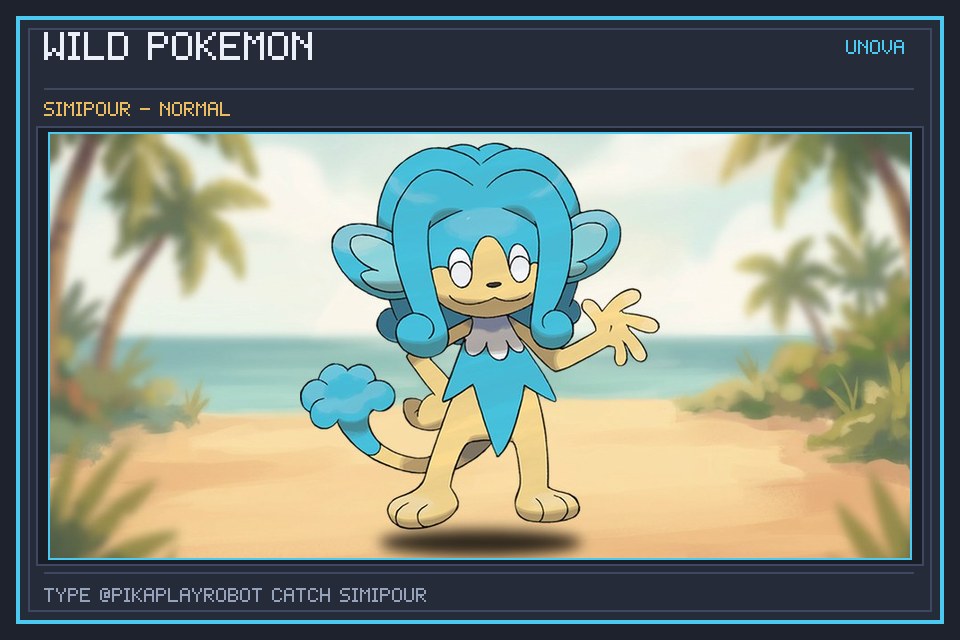 WILD POKEMON
UNOVA
SIMIPOUR - NORMAL
TYPE @PIKAPLAYROBOT CATCH SIMIPOUR